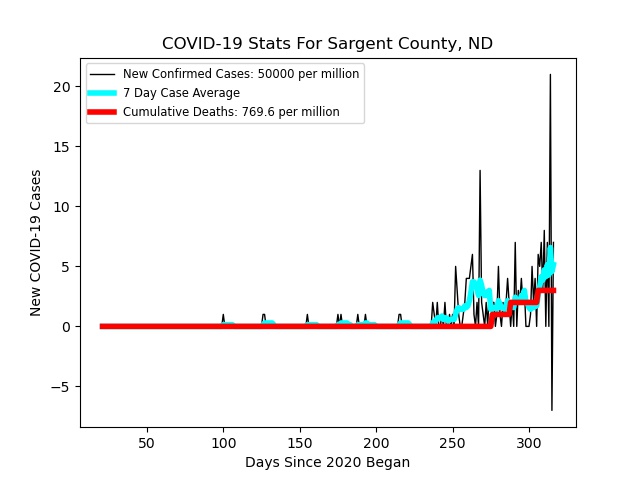 COVID-19 Stats For Sargent County, ND
New Confirmed Cases: 50000 per million
7 Day Case Average
Cumulative Deaths: 769.6 per million
20
15
10
5
0
−5
New COVID-19 Cases
50 100 150 200 250 300
Days Since 2020 Began